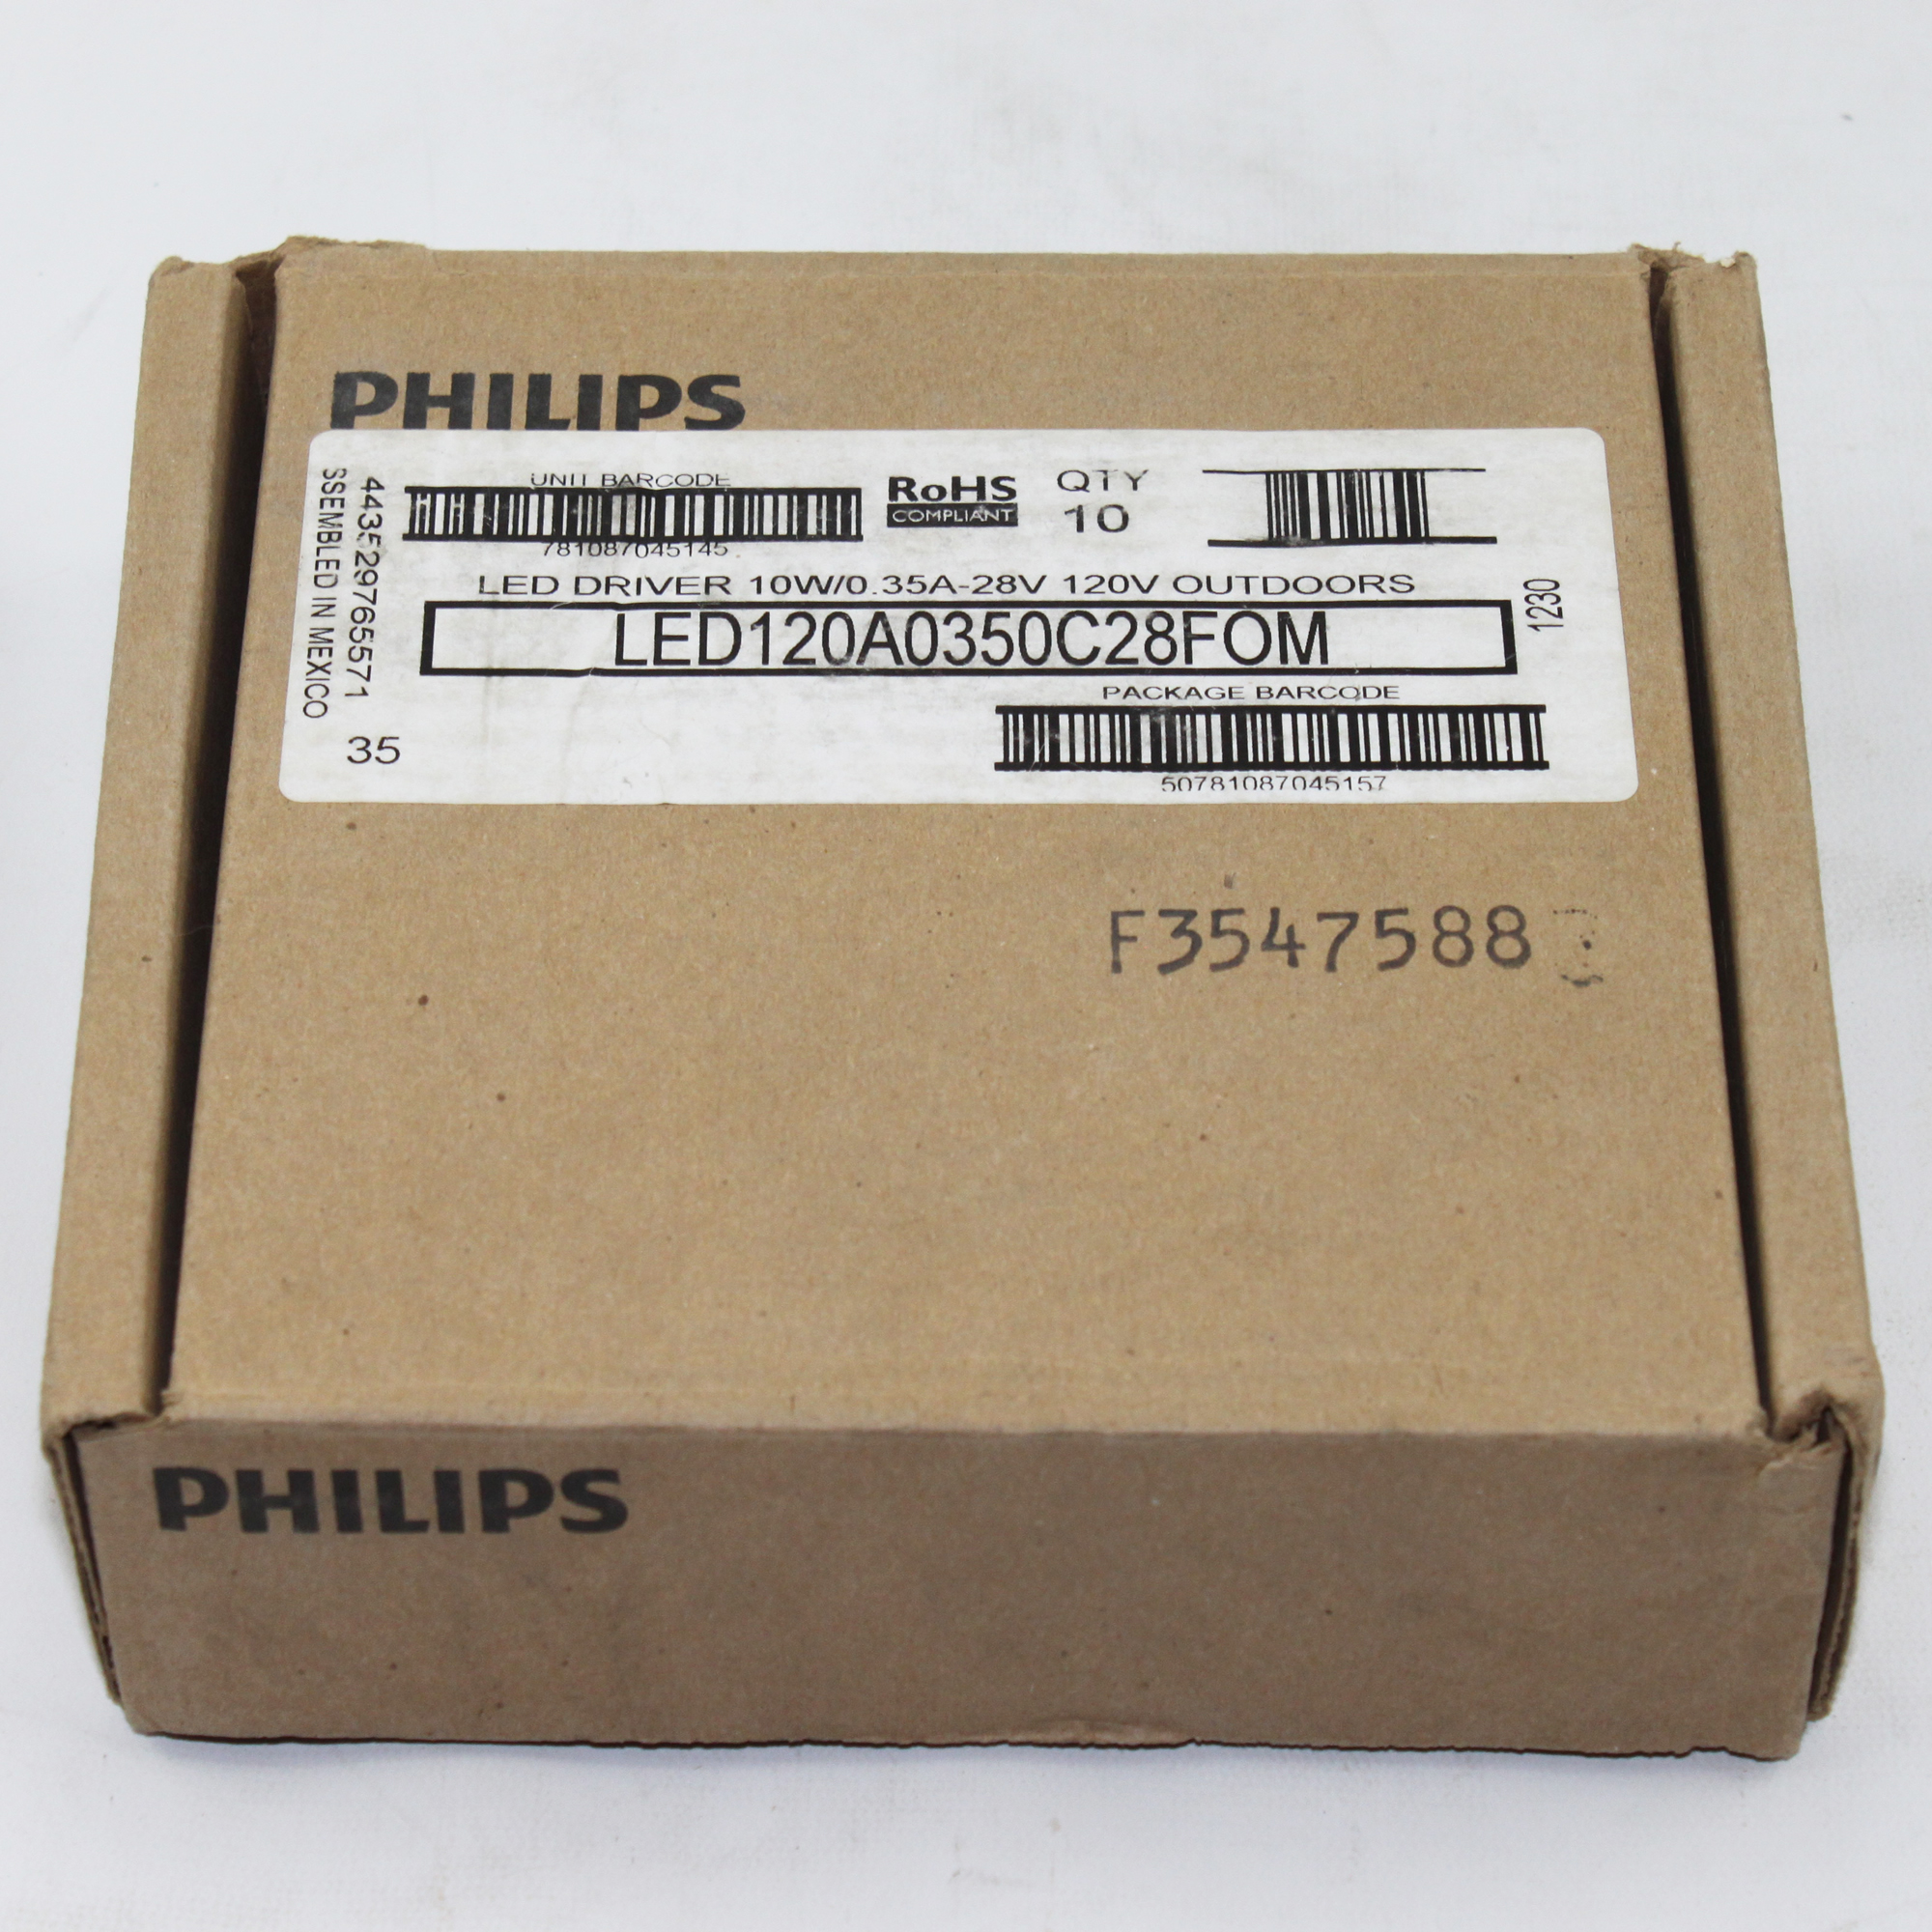 PHILIPS
UNIT BARCODE
781087045145
RoHS
COMPLIANT
QTY
10
LED DRIVER 10W/0.35A-28V 120V OUTDOORS
LED120A0350C28FOM
1230
PACKAGE BARCODE
50781087045157
443529765571 35
SSEMBLED IN MEXICO
F3547588
PHILIPS